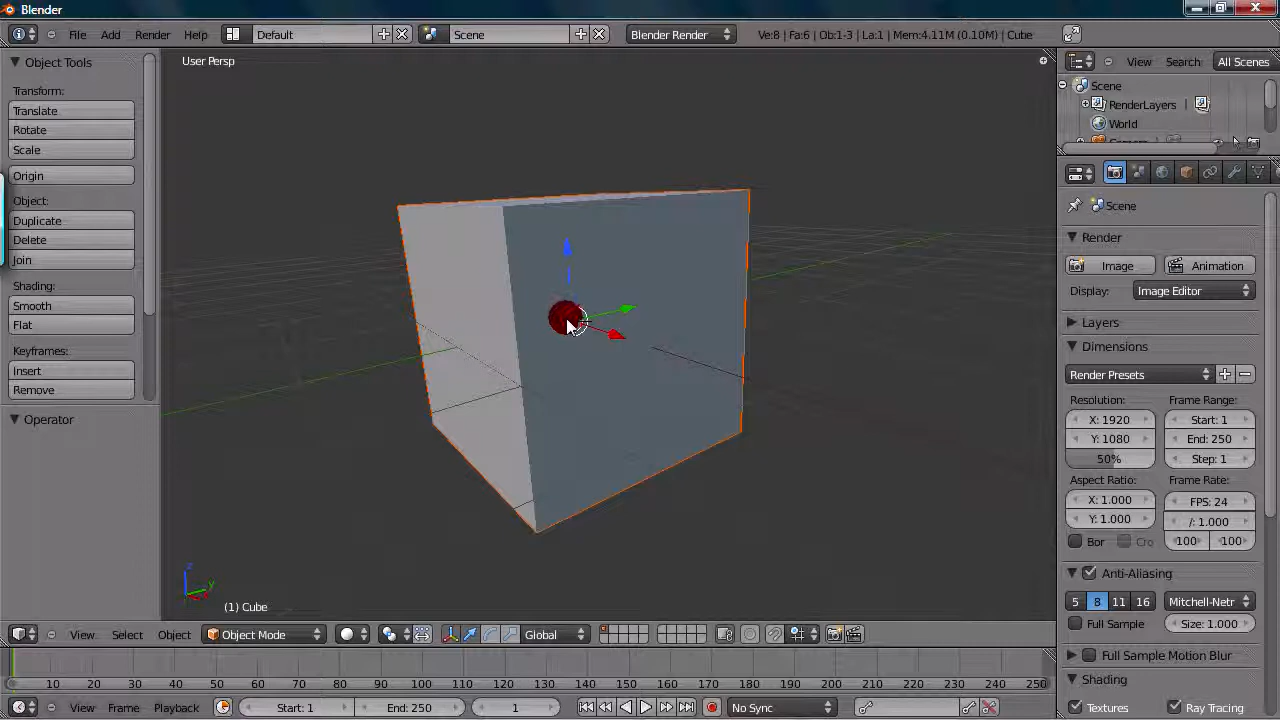 Blender
File Add Render Help Default Scene Blender Render Ve:8 | Fa:6 | Ob:1-3 | La:1 | Mem:4.11M (0.10M) | Cube
Object Tools
User Persp
View Search All Scenes
Scene
RenderLayers
World
Transform:
Translate
Rotate
Scale
Origin
Object:
Duplicate
Delete
Join
Shading:
Smooth
Flat
Keyframes:
Insert
Remove
Operator
Scene
Render
Image Animation
Display: Image Editor
Layers
Dimensions
Render Presets
Resolution: Frame Range:
X: 1920 Start: 1
Y: 1080 End: 250
50% Step: 1
Aspect Ratio: Frame Rate:
X: 1.000 FPS: 24
Y: 1.000 /: 1.000
Bor Cro 100 100
Anti-Aliasing
5 8 11 16 Mitchell-Netr
Full Sample Size: 1.000
Full Sample Motion Blur
Shading
Textures Ray Tracing
z
y
(1) Cube
View Select Object Object Mode Global
10 20 30 40 50 60 70 80 90 100 110 120 130 140 150 160 170 180 190 200 210 220 230 240 250
View Frame Playback Start: 1 End: 250 1 No Sync